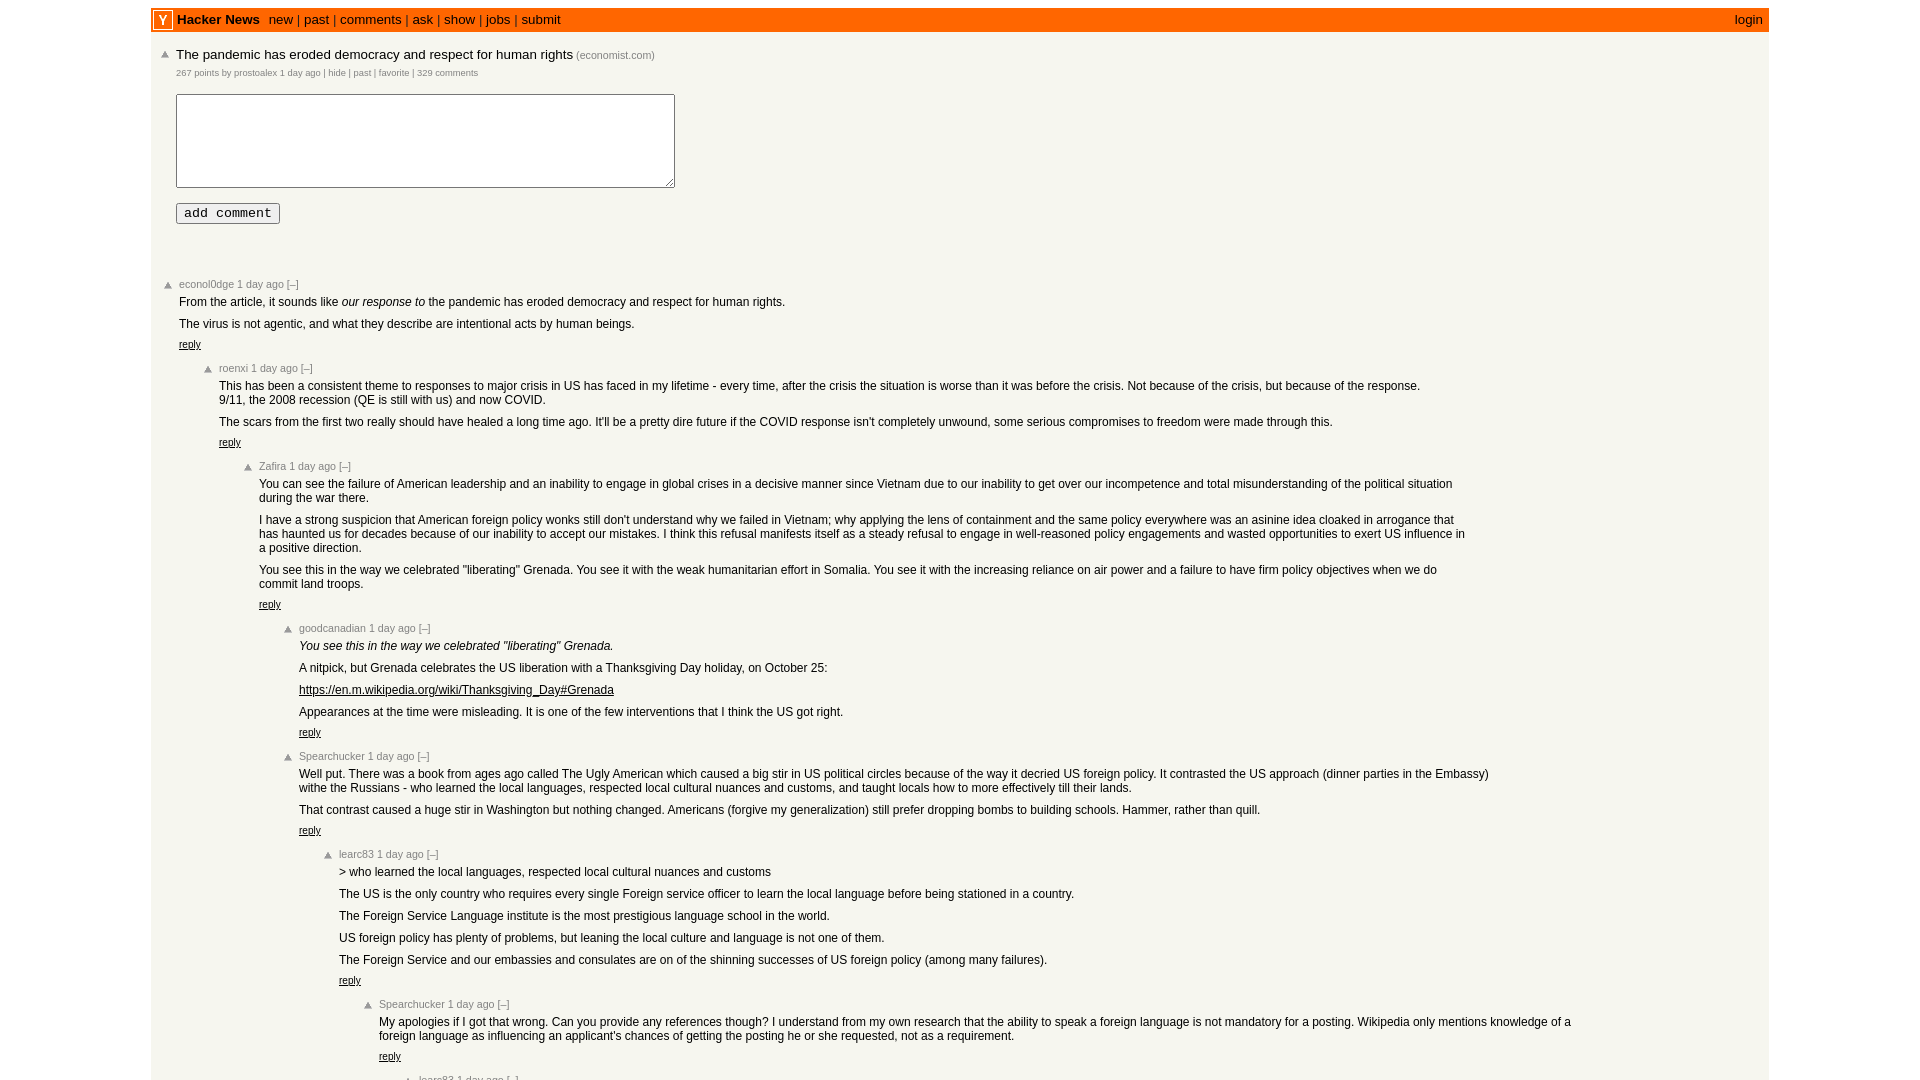 Y Hacker News new | past | comments | ask | show | jobs | submit login
The pandemic has eroded democracy and respect for human rights (economist.com)
267 points by prostoalex 1 day ago | hide | past | favorite | 329 comments
add comment
econol0dge 1 day ago [–]
From the article, it sounds like our response to the pandemic has eroded democracy and respect for human rights.
The virus is not agentic, and what they describe are intentional acts by human beings.
reply
roenxi 1 day ago [–]
This has been a consistent theme to responses to major crisis in US has faced in my lifetime - every time, after the crisis the situation is worse than it was before the crisis. Not because of the crisis, but because of the response.
9/11, the 2008 recession (QE is still with us) and now COVID.
The scars from the first two really should have healed a long time ago. It'll be a pretty dire future if the COVID response isn't completely unwound, some serious compromises to freedom were made through this.
reply
Zafira 1 day ago [–]
You can see the failure of American leadership and an inability to engage in global crises in a decisive manner since Vietnam due to our inability to get over our incompetence and total misunderstanding of the political situation
during the war there.
I have a strong suspicion that American foreign policy wonks still don't understand why we failed in Vietnam; why applying the lens of containment and the same policy everywhere was an asinine idea cloaked in arrogance that
has haunted us for decades because of our inability to accept our mistakes. I think this refusal manifests itself as a steady refusal to engage in well-reasoned policy engagements and wasted opportunities to exert US influence in
a positive direction.
You see this in the way we celebrated "liberating" Grenada. You see it with the weak humanitarian effort in Somalia. You see it with the increasing reliance on air power and a failure to have firm policy objectives when we do
commit land troops.
reply
goodcanadian 1 day ago [–]
You see this in the way we celebrated "liberating" Grenada.
A nitpick, but Grenada celebrates the US liberation with a Thanksgiving Day holiday, on October 25:
https://en.m.wikipedia.org/wiki/Thanksgiving_Day#Grenada
Appearances at the time were misleading. It is one of the few interventions that I think the US got right.
reply
Spearchucker 1 day ago [–]
Well put. There was a book from ages ago called The Ugly American which caused a big stir in US political circles because of the way it decried US foreign policy. It contrasted the US approach (dinner parties in the Embassy)
withe the Russians - who learned the local languages, respected local cultural nuances and customs, and taught locals how to more effectively till their lands.
That contrast caused a huge stir in Washington but nothing changed. Americans (forgive my generalization) still prefer dropping bombs to building schools. Hammer, rather than quill.
reply
learc83 1 day ago [–]
> who learned the local languages, respected local cultural nuances and customs
The US is the only country who requires every single Foreign service officer to learn the local language before being stationed in a country.
The Foreign Service Language institute is the most prestigious language school in the world.
US foreign policy has plenty of problems, but leaning the local culture and language is not one of them.
The Foreign Service and our embassies and consulates are on of the shinning successes of US foreign policy (among many failures).
reply
Spearchucker 1 day ago [–]
My apologies if I got that wrong. Can you provide any references though? I understand from my own research that the ability to speak a foreign language is not mandatory for a posting. Wikipedia only mentions knowledge of a
foreign language as influencing an applicant's chances of getting the posting he or she requested, not as a requirement.
reply
learc83 1 day ago [–]